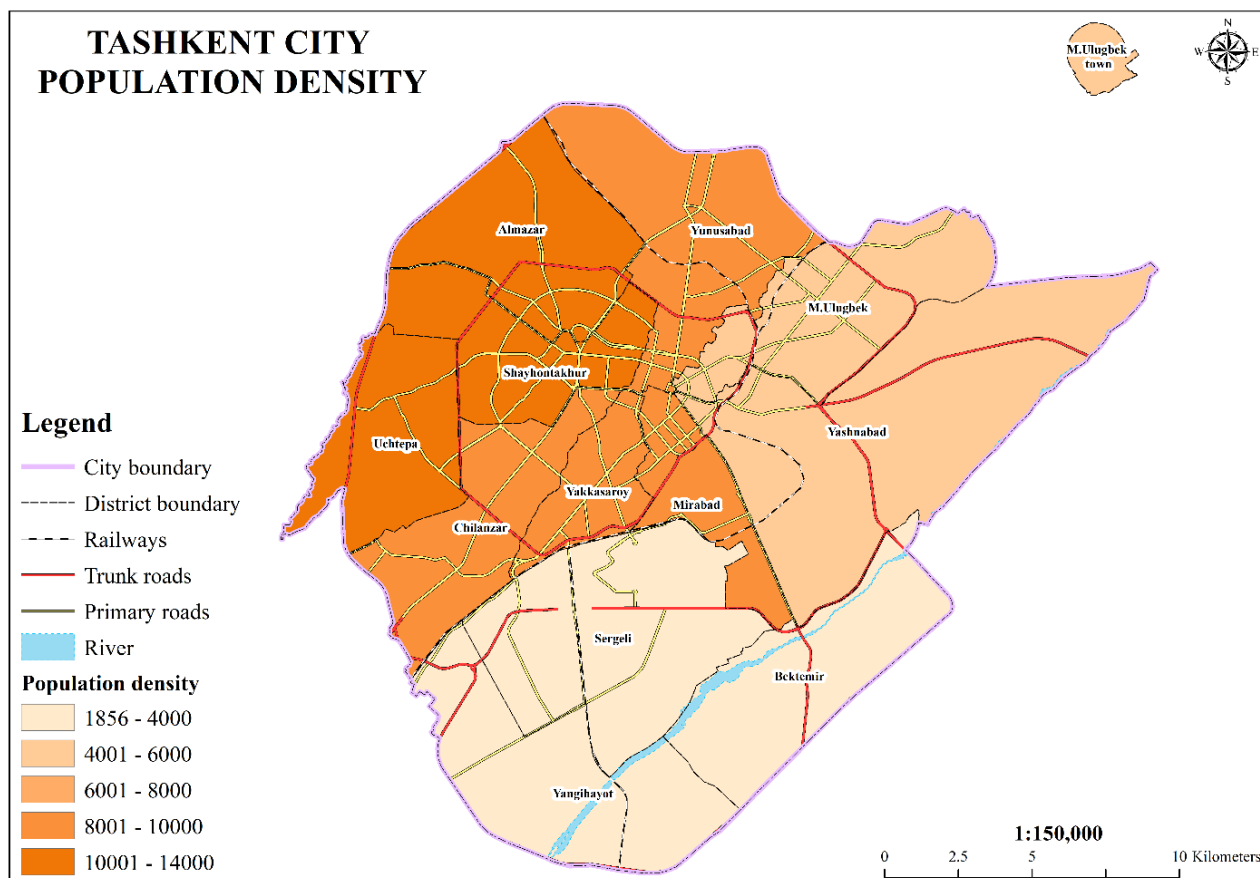 TASHKENT CITY
POPULATION DENSITY
M.Ulugbek
town
N
W
E
S
Almazar
Yunusabad
M.Ulugbek
Shayhontakhur
Uchtepa
Yashnabad
Yakkasaroy
Mirabad
Chilanzar
Sergeli
Bektemir
Yangihayot
Legend
City boundary
District boundary
Railways
Trunk roads
Primary roads
River
Population density
1856 - 4000
4001 - 6000
6001 - 8000
8001 - 10000
10001 - 14000
1:150,000
0 2.5 5 10 Kilometers